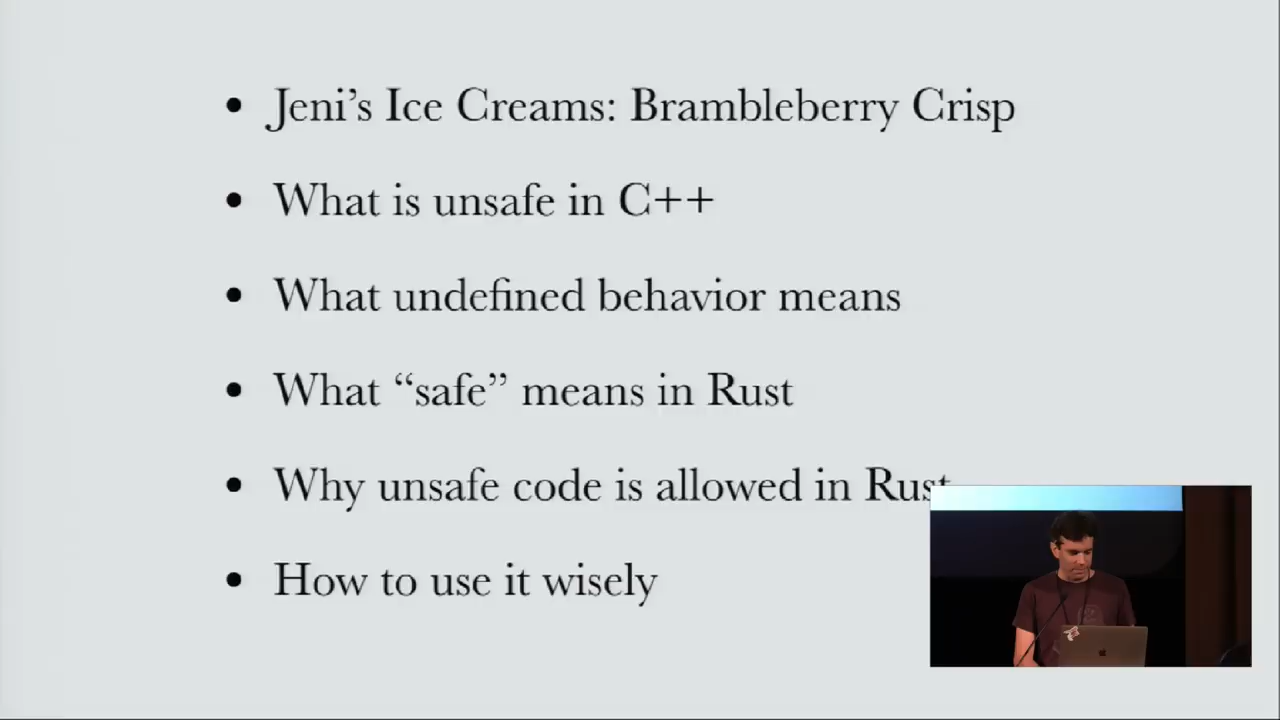 • Jeni’s Ice Creams: Brambleberry Crisp
• What is unsafe in C++
• What undefined behavior means
• What “safe” means in Rust
• Why unsafe code is allowed in Rust
• How to use it wisely